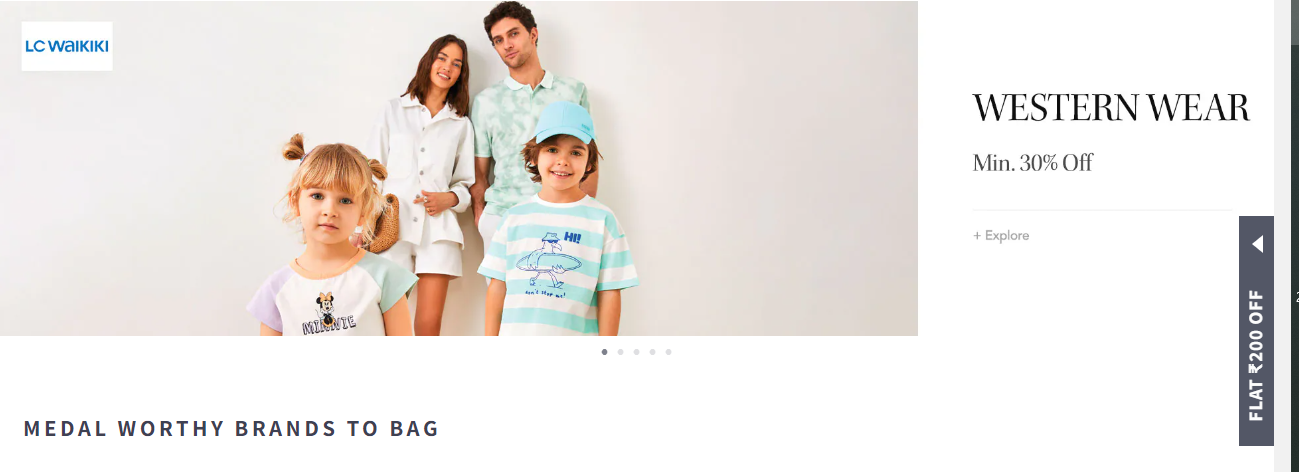 LC WAIKIKI
WESTERN WEAR
Min. 30% Off
+ Explore
HI!
don't stop me!
MINNIE
FLAT ₹200 OFF
MEDAL WORTHY BRANDS TO BAG